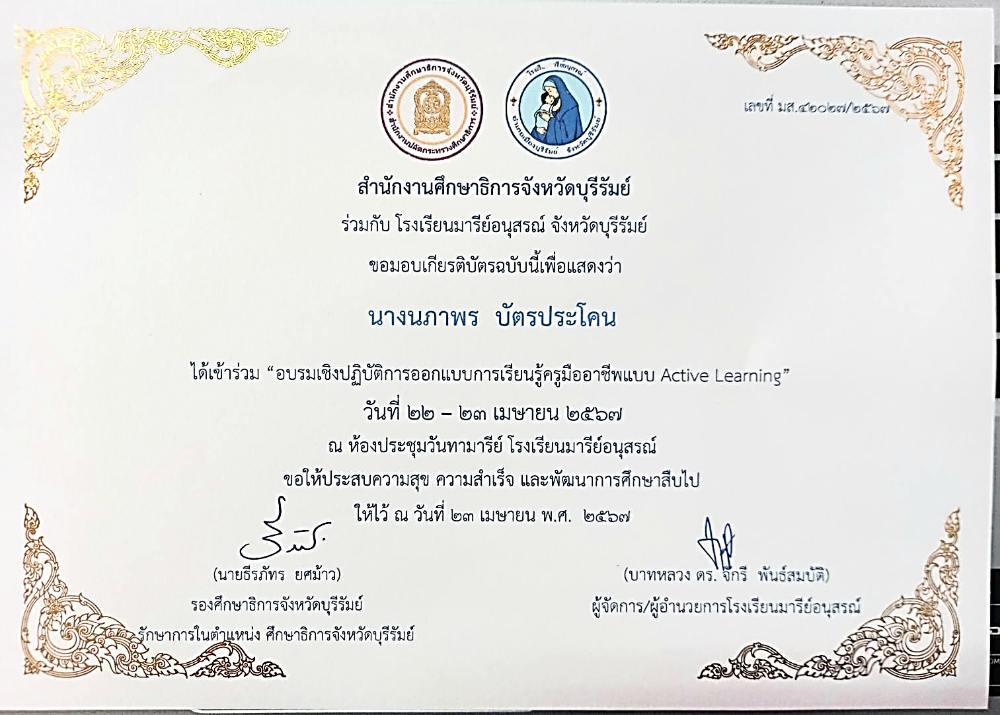 สำนักงานศึกษาธิการจังหวัดบุรีรัมย์
สำนักงานปลัดกระทรวงศึกษาธิการ
อำเภอเมืองบุรีรัมย์ จังหวัดบุรีรัมย์
เลขที่ มส.๔๒๐๒๗/๒๕๖๗
สำนักงานศึกษาธิการจังหวัดบุรีรัมย์
ร่วมกับ โรงเรียนมารีย์อนุสรณ์ จังหวัดบุรีรัมย์
ขอมอบเกียรติบัตรฉบับนี้เพื่อแสดงว่า
นางนภาพร บัตรประโคน
ได้เข้าร่วม “อบรมเชิงปฏิบัติการออกแบบการเรียนรู้ครูมืออาชีพแบบ Active Learning”
วันที่ ๒๒ – ๒๓ เมษายน ๒๕๖๗
ณ ห้องประชุมวันทามารีย์ โรงเรียนมารีย์อนุสรณ์
ขอให้ประสบความสุข ความสำเร็จ และพัฒนาการศึกษาสืบไป
ให้ไว้ ณ วันที่ ๒๓ เมษายน พ.ศ. ๒๕๖๗
(นายธีรภัทร ยศม้าว)
รองศึกษาธิการจังหวัดบุรีรัมย์
รักษาการในตำแหน่ง ศึกษาธิการจังหวัดบุรีรัมย์
(บาทหลวง ดร. จักรี พันธ์สมบัติ)
ผู้จัดการ/ผู้อำนวยการโรงเรียนมารีย์อนุสรณ์